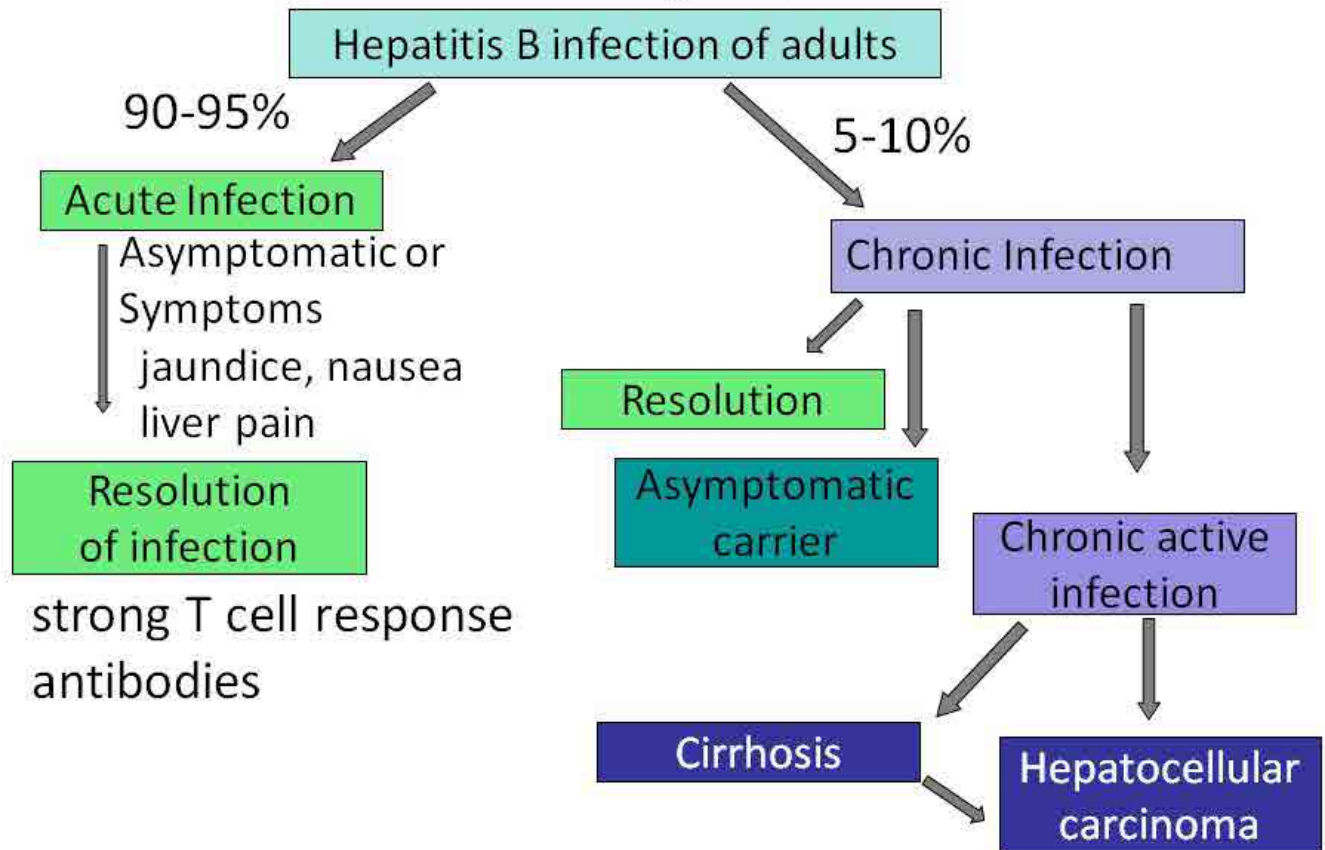 Hepatitis B infection of adults
90-95%
5-10%
Acute Infection
Asymptomatic or
Symptoms
jaundice, nausea
liver pain
Resolution
of infection
strong T cell response
antibodies
Chronic Infection
Resolution
Asymptomatic
carrier
Chronic active
infection
Cirrhosis
Hepatocellular
carcinoma